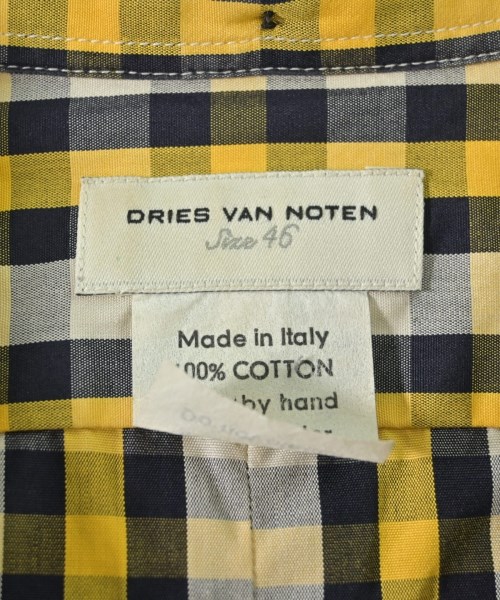 DRIES VAN NOTEN
Size 46
Made in Italy
100% COTTON
by hand